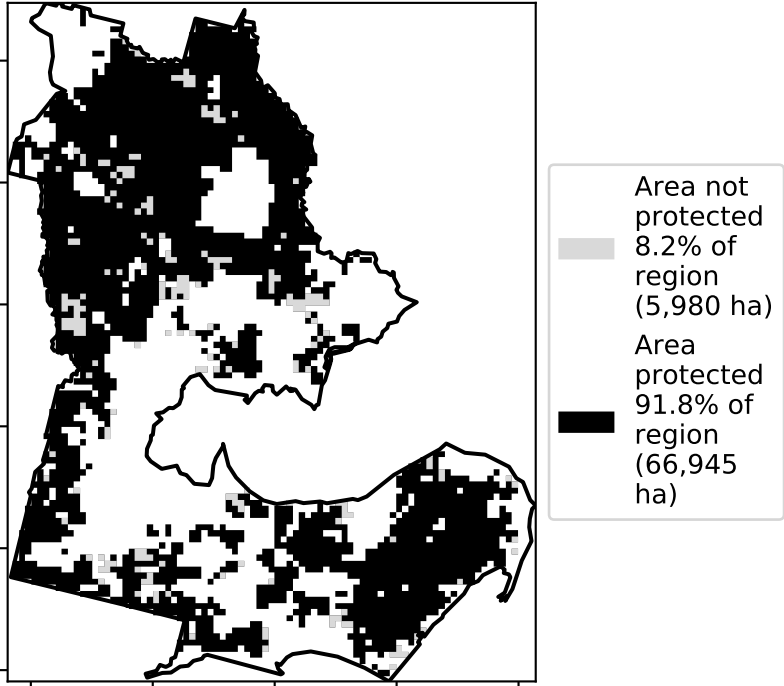 Area not
protected
8.2% of
region
(5,980 ha)
Area
protected
91.8% of
region
(66,945
ha)